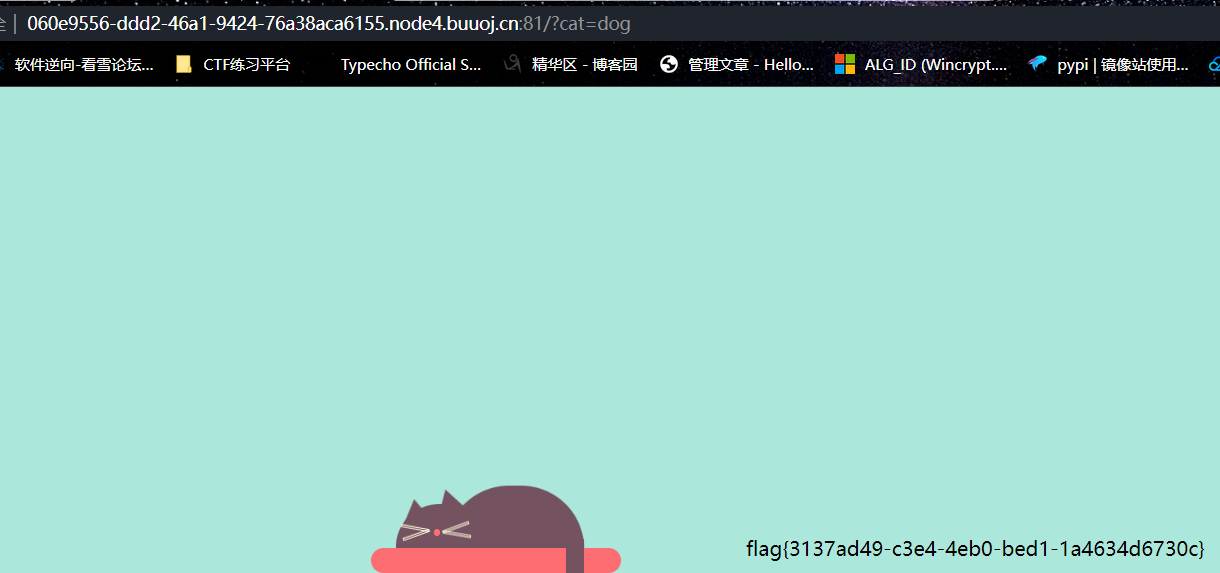 全 | 060e9556-ddd2-46a1-9424-76a38aca6155.node4.buuoj.cn:81/?cat=dog
软件逆向-看雪论坛... CTF练习平台 Typecho Official S... 精华区 - 博客园 管理文章 - Hello... ALG_ID (Wincrypt.... pypi | 镜像站使用...
flag{3137ad49-c3e4-4eb0-bed1-1a4634d6730c}